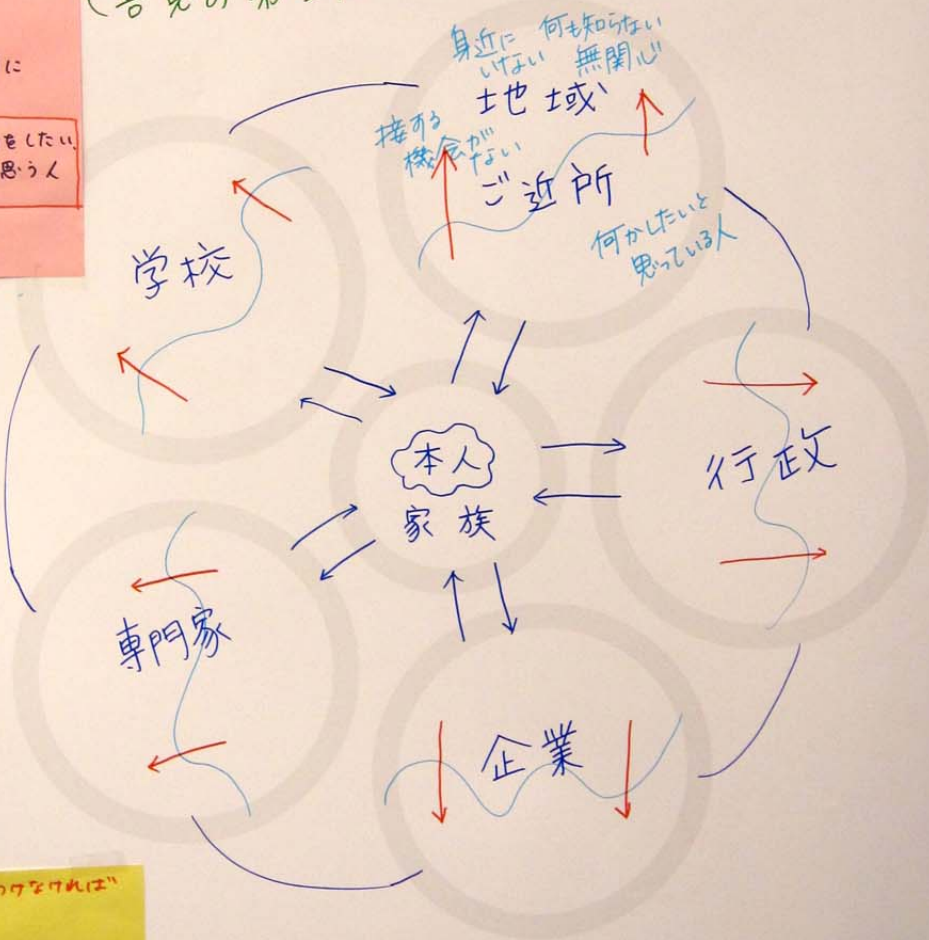 に
をしたい
思う人
身近に
いない
何も知らない
無関心
地域
接する
機会が
ない
ご近所
何かしたいと
思っている人
学校
本人
家族
行政
専門家
企業
つけなければ